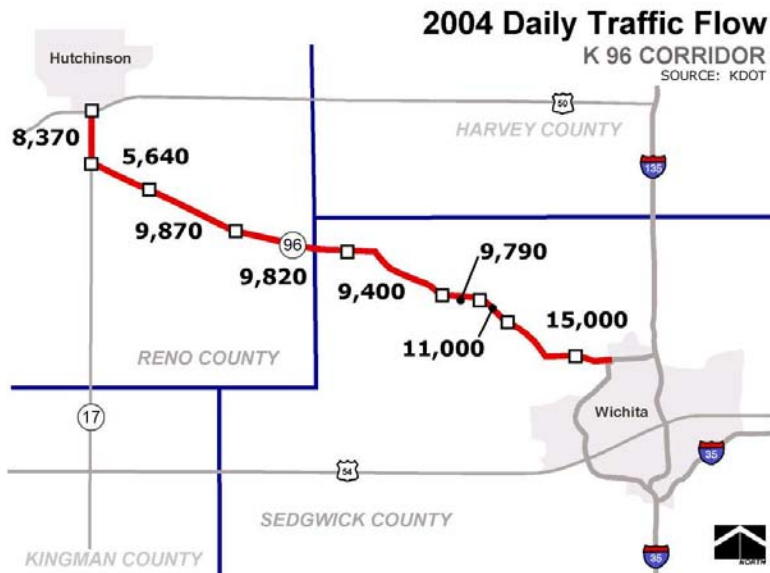 2004 Daily Traffic Flow
K 96 CORRIDOR
SOURCE: KDOT
Hutchinson
50
HARVEY COUNTY
8,370
5,640
135
9,870
96
9,820
9,790
9,400
11,000
15,000
RENO COUNTY
17
Wichita
35
54
SEDGWICK COUNTY
KINGMAN COUNTY
35
NORTH